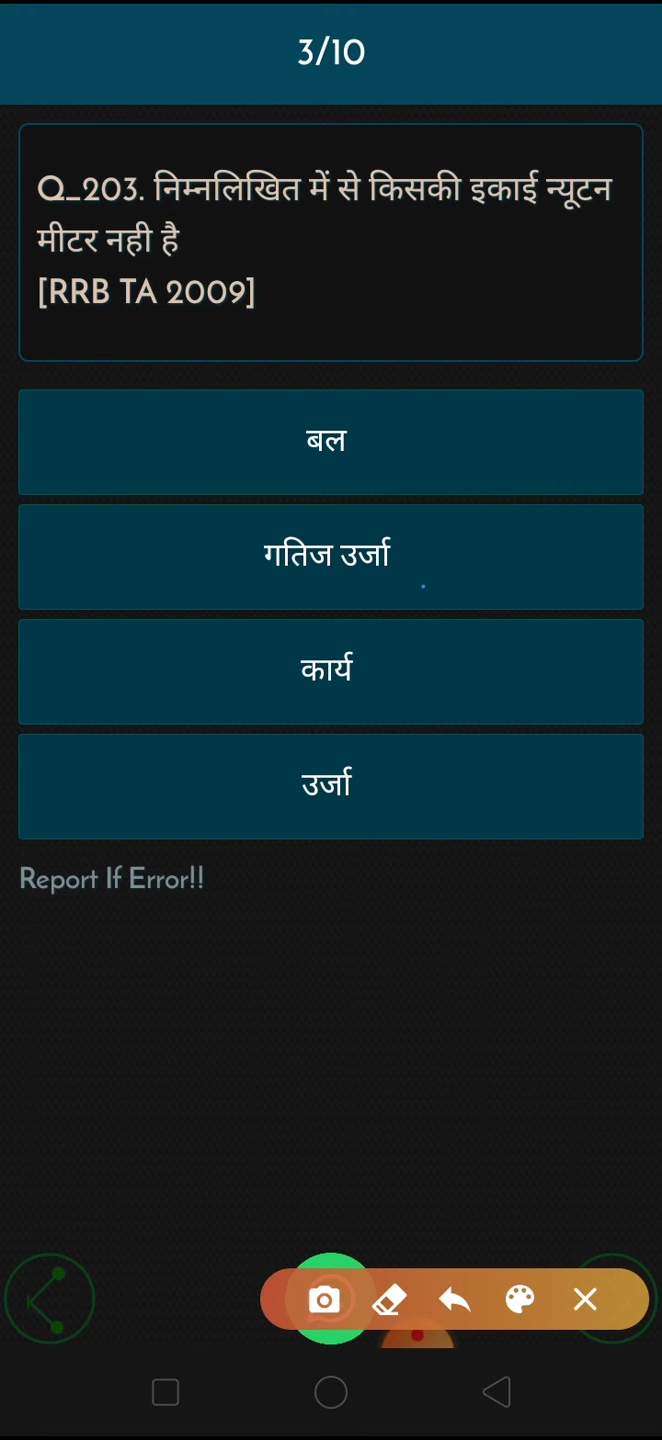 3/10
Q_203. निम्नलिखित में से किसकी इकाई न्यूटन
मीटर नही है
[RRB TA 2009]
बल
गतिज उर्जा
कार्य
उर्जा
Report If Error!!